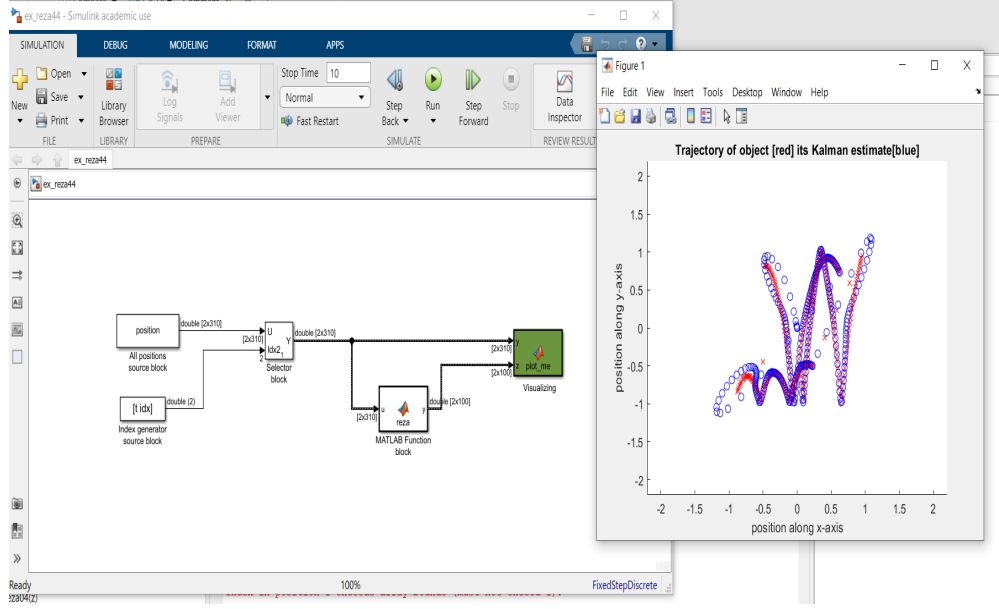 ex_reza44 - Simulink academic use
SIMULATION DEBUG MODELING FORMAT APPS
New
Open
Save
Print
FILE
Library
Browser
LIBRARY
Log
Signals
Add
Viewer
PREPARE
Stop Time 10
Normal
Fast Restart
Step
Back
Run
Step
Forward
Stop
SIMULATE
Data
Inspector
REVIEW RESULT
ex_reza44
ex_reza44
position
All positions
source block
double [2x310]
[2x310]
2
[t idx]
Index generator
source block
double (2)
U
Idx2
1
Y
Selector
block
double [2x310]
[2x310]
u
reza
y
MATLAB Function
block
double [2x100]
[2x310]
[2x100]
y
z
plot_me
Visualizing
Ready
100%
FixedStepDiscrete
eza04(z)
Figure 1
File Edit View Insert Tools Desktop Window Help
Trajectory of object [red] its Kalman estimate[blue]
position along y-axis
2
1.5
1
0.5
0
-0.5
-1
-1.5
-2
-2 -1.5 -1 -0.5 0 0.5 1 1.5 2
position along x-axis